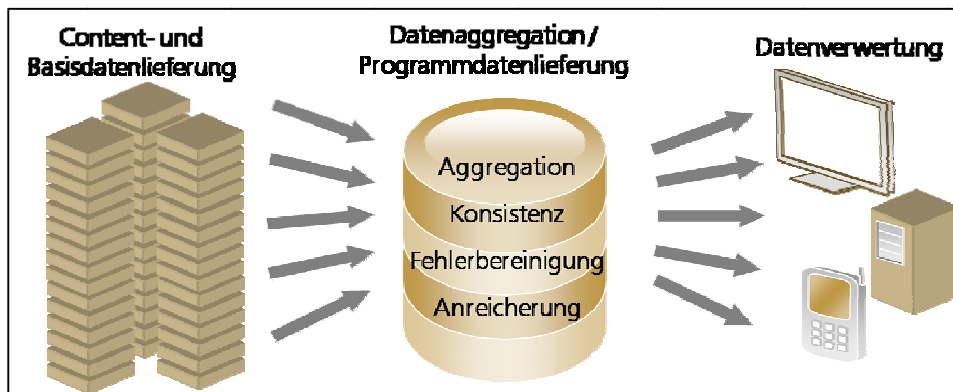 Content- und
Basisdatenlieferung
Datenaggregation /
Programmdatenlieferung
Datenverwertung
Aggregation
Konsistenz
Fehlerbereinigung
Anreicherung